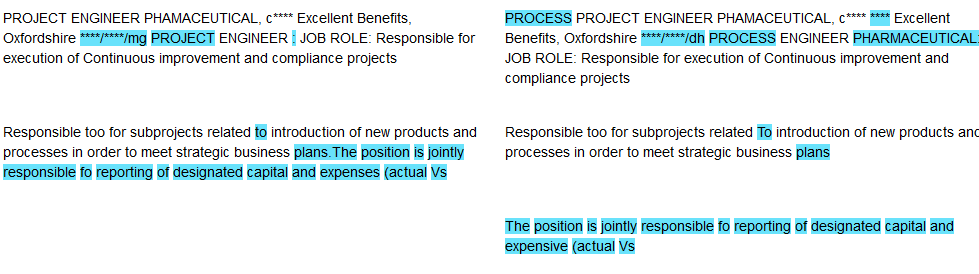 PROJECT ENGINEER PHAMACEUTICAL, c**** Excellent Benefits,
Oxfordshire ****/****/mg PROJECT ENGINEER : JOB ROLE: Responsible for
execution of Continuous improvement and compliance projects
Responsible too for subprojects related to introduction of new products and
processes in order to meet strategic business plans.The position is jointly
responsible fo reporting of designated capital and expenses (actual Vs
PROCESS PROJECT ENGINEER PHAMACEUTICAL, c**** **** Excellent
Benefits, Oxfordshire ****/****/dh PROCESS ENGINEER PHARMACEUTICAL:
JOB ROLE: Responsible for execution of Continuous improvement and
compliance projects
Responsible too for subprojects related To introduction of new products and
processes in order to meet strategic business plans
The position is jointly responsible fo reporting of designated capital and
expensive (actual Vs